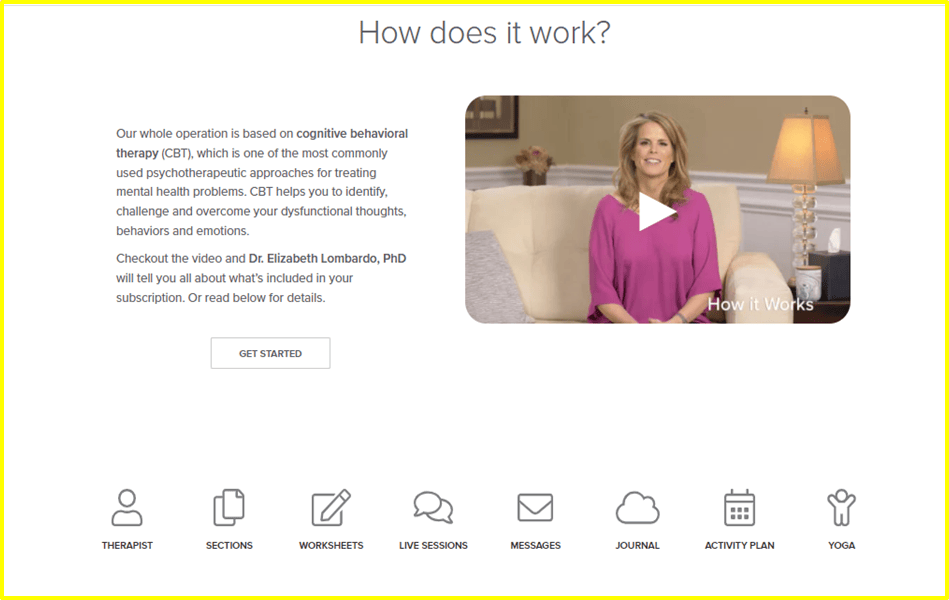 How does it work?
Our whole operation is based on cognitive behavioral
therapy (CBT), which is one of the most commonly
used psychotherapeutic approaches for treating
mental health problems. CBT helps you to identify,
challenge and overcome your dysfunctional thoughts,
behaviors and emotions.
Checkout the video and Dr. Elizabeth Lombardo, PhD
will tell you all about what's included in your
subscription. Or read below for details.
GET STARTED
How it Works
THERAPIST
SECTIONS
WORKSHEETS
LIVE SESSIONS
MESSAGES
JOURNAL
ACTIVITY PLAN
YOGA